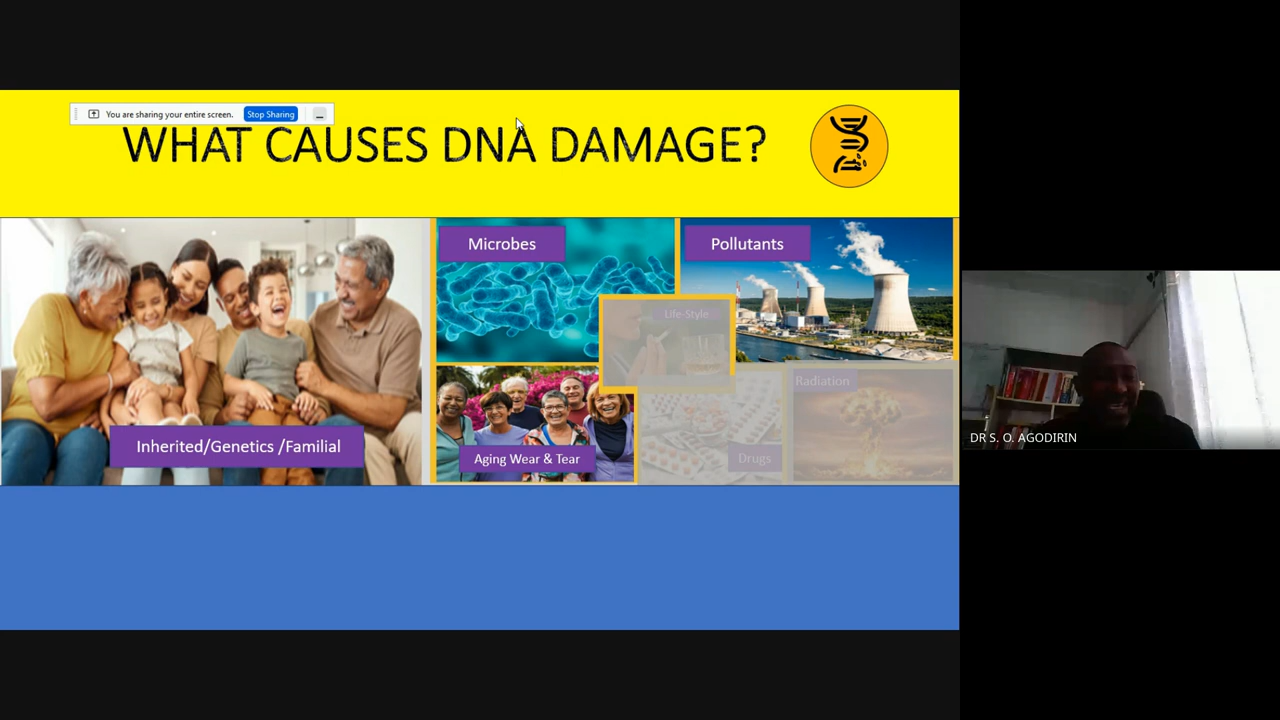 You are sharing your entire screen.
Stop Sharing
WHAT CAUSES DNA DAMAGE?
Microbes
Pollutants
Life-Style
Radiation
Inherited/Genetics /Familial
Aging Wear & Tear
Drugs
DR S. O. AGODIRIN